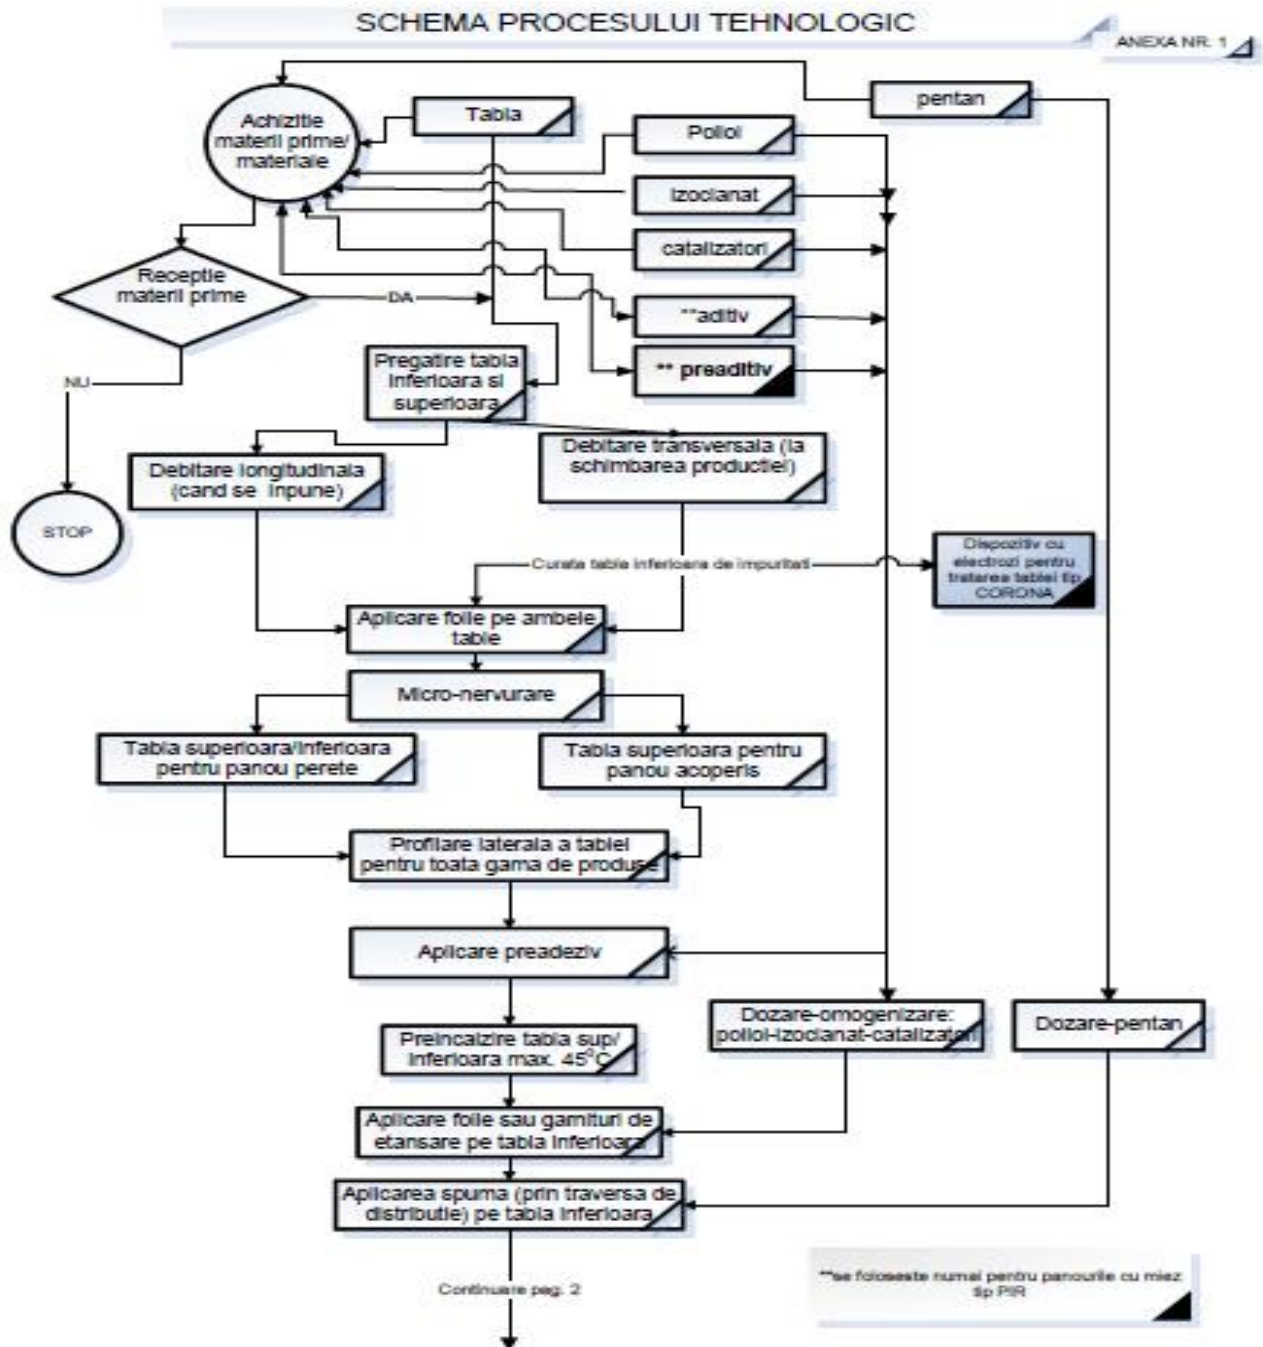 SCHEMA PROCESULUI TEHNOLOGIC
ANEXA NR. 1
pentan
Tabla
Achizitie
materii prime/
materiale
Poliol
Izocianat
catalizatori
Receptie
materii prime
DA
**aditiv
Pregatire tabla
inferioara si
superioara
** preaditiv
NU
Debitare transversala (la
schimbarea productiei)
Debitare longitudinala
(cand se inpune)
STOP
Dispozitiv cu
electrozi pentru
tratarea tablei tip
CORONA
Curata tabla inferioara de impuritati
Aplicare folie pe ambele
table
Micro-nervurare
Tabla superioara/inferioara
pentru panou perete
Tabla superioara pentru
panou acoperis
Profilare laterala a tablei
pentru toata gama de produse
Aplicare preadeziv
Dozare-omogenizare:
poliol-izocianat-catalizatori
Dozare-pentan
Preincalzire tabla sup/
inferioara max. 45°C
Aplicare folie sau garnituri de
etansare pe tabla inferioara
Aplicarea spuma (prin traversa de
distributie) pe tabla inferioara
Continuare pag. 2
**se foloseste numai pentru panourile cu miez
tip PIR